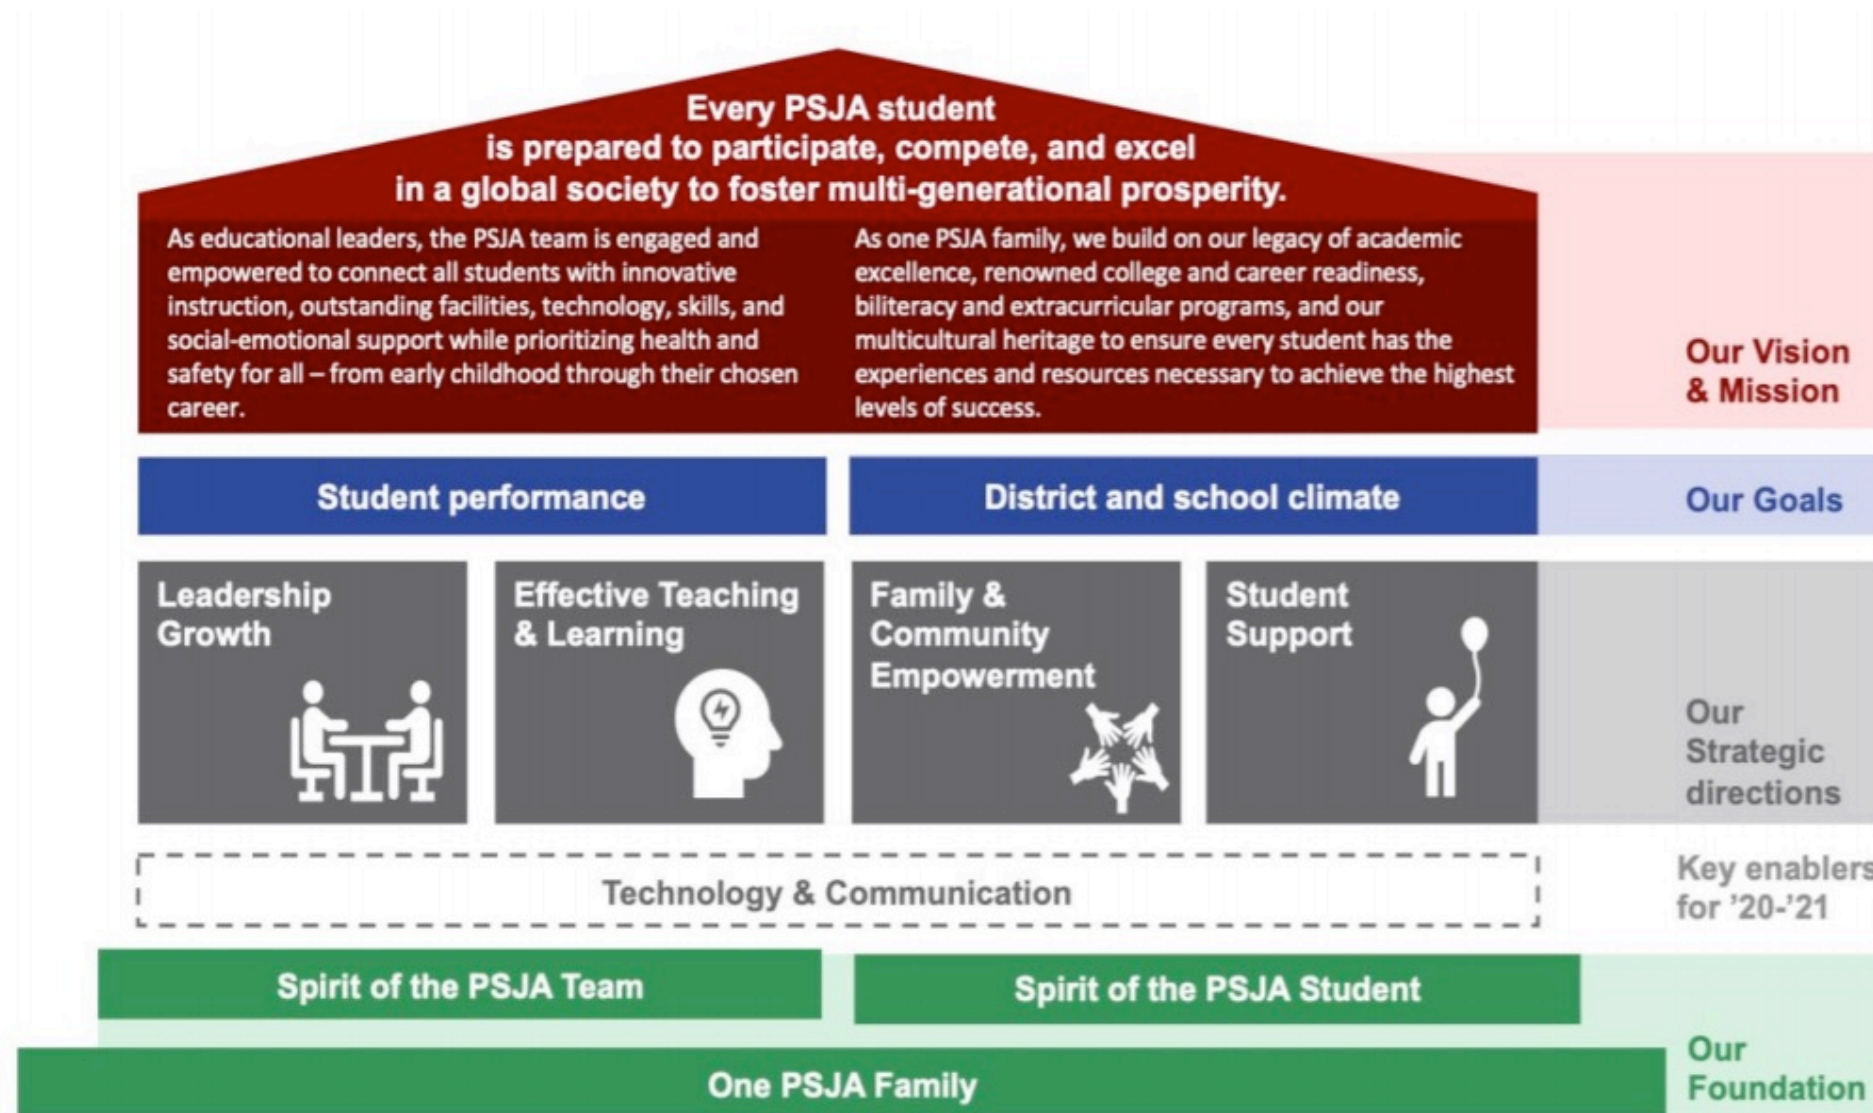 Every PSJA student
is prepared to participate, compete, and excel
in a global society to foster multi-generational prosperity.
As educational leaders, the PSJA team is engaged and
empowered to connect all students with innovative
instruction, outstanding facilities, technology, skills, and
social-emotional support while prioritizing health and
safety for all – from early childhood through their chosen
career.
As one PSJA family, we build on our legacy of academic
excellence, renowned college and career readiness,
biliteracy and extracurricular programs, and our
multicultural heritage to ensure every student has the
experiences and resources necessary to achieve the highest
levels of success.
Our Vision
& Mission
Student performance
District and school climate
Our Goals
Leadership
Growth
Effective Teaching
& Learning
Family &
Community
Empowerment
Student
Support
Our
Strategic
directions
Technology & Communication
Key enablers
for ’20-’21
Spirit of the PSJA Team
Spirit of the PSJA Student
One PSJA Family
Our
Foundation